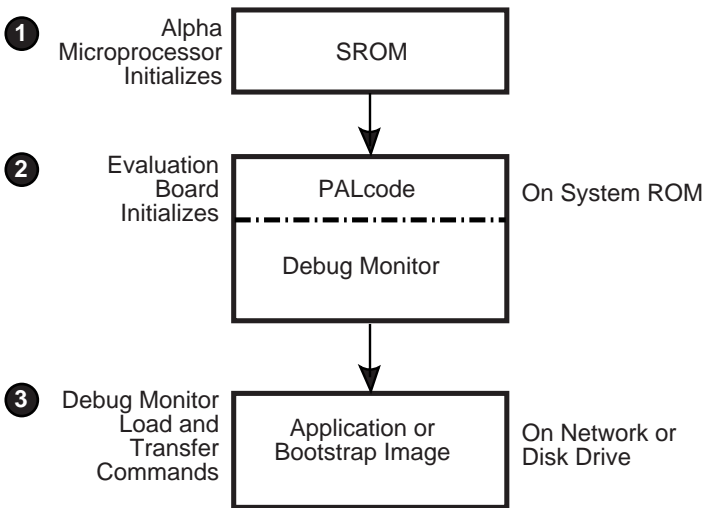 1
Alpha
Microprocessor
Initializes
SROM
2
Evaluation
Board
Initializes
PALcode
Debug Monitor
On System ROM
3
Debug Monitor
Load and
Transfer
Commands
Application or
Bootstrap Image
On Network or
Disk Drive